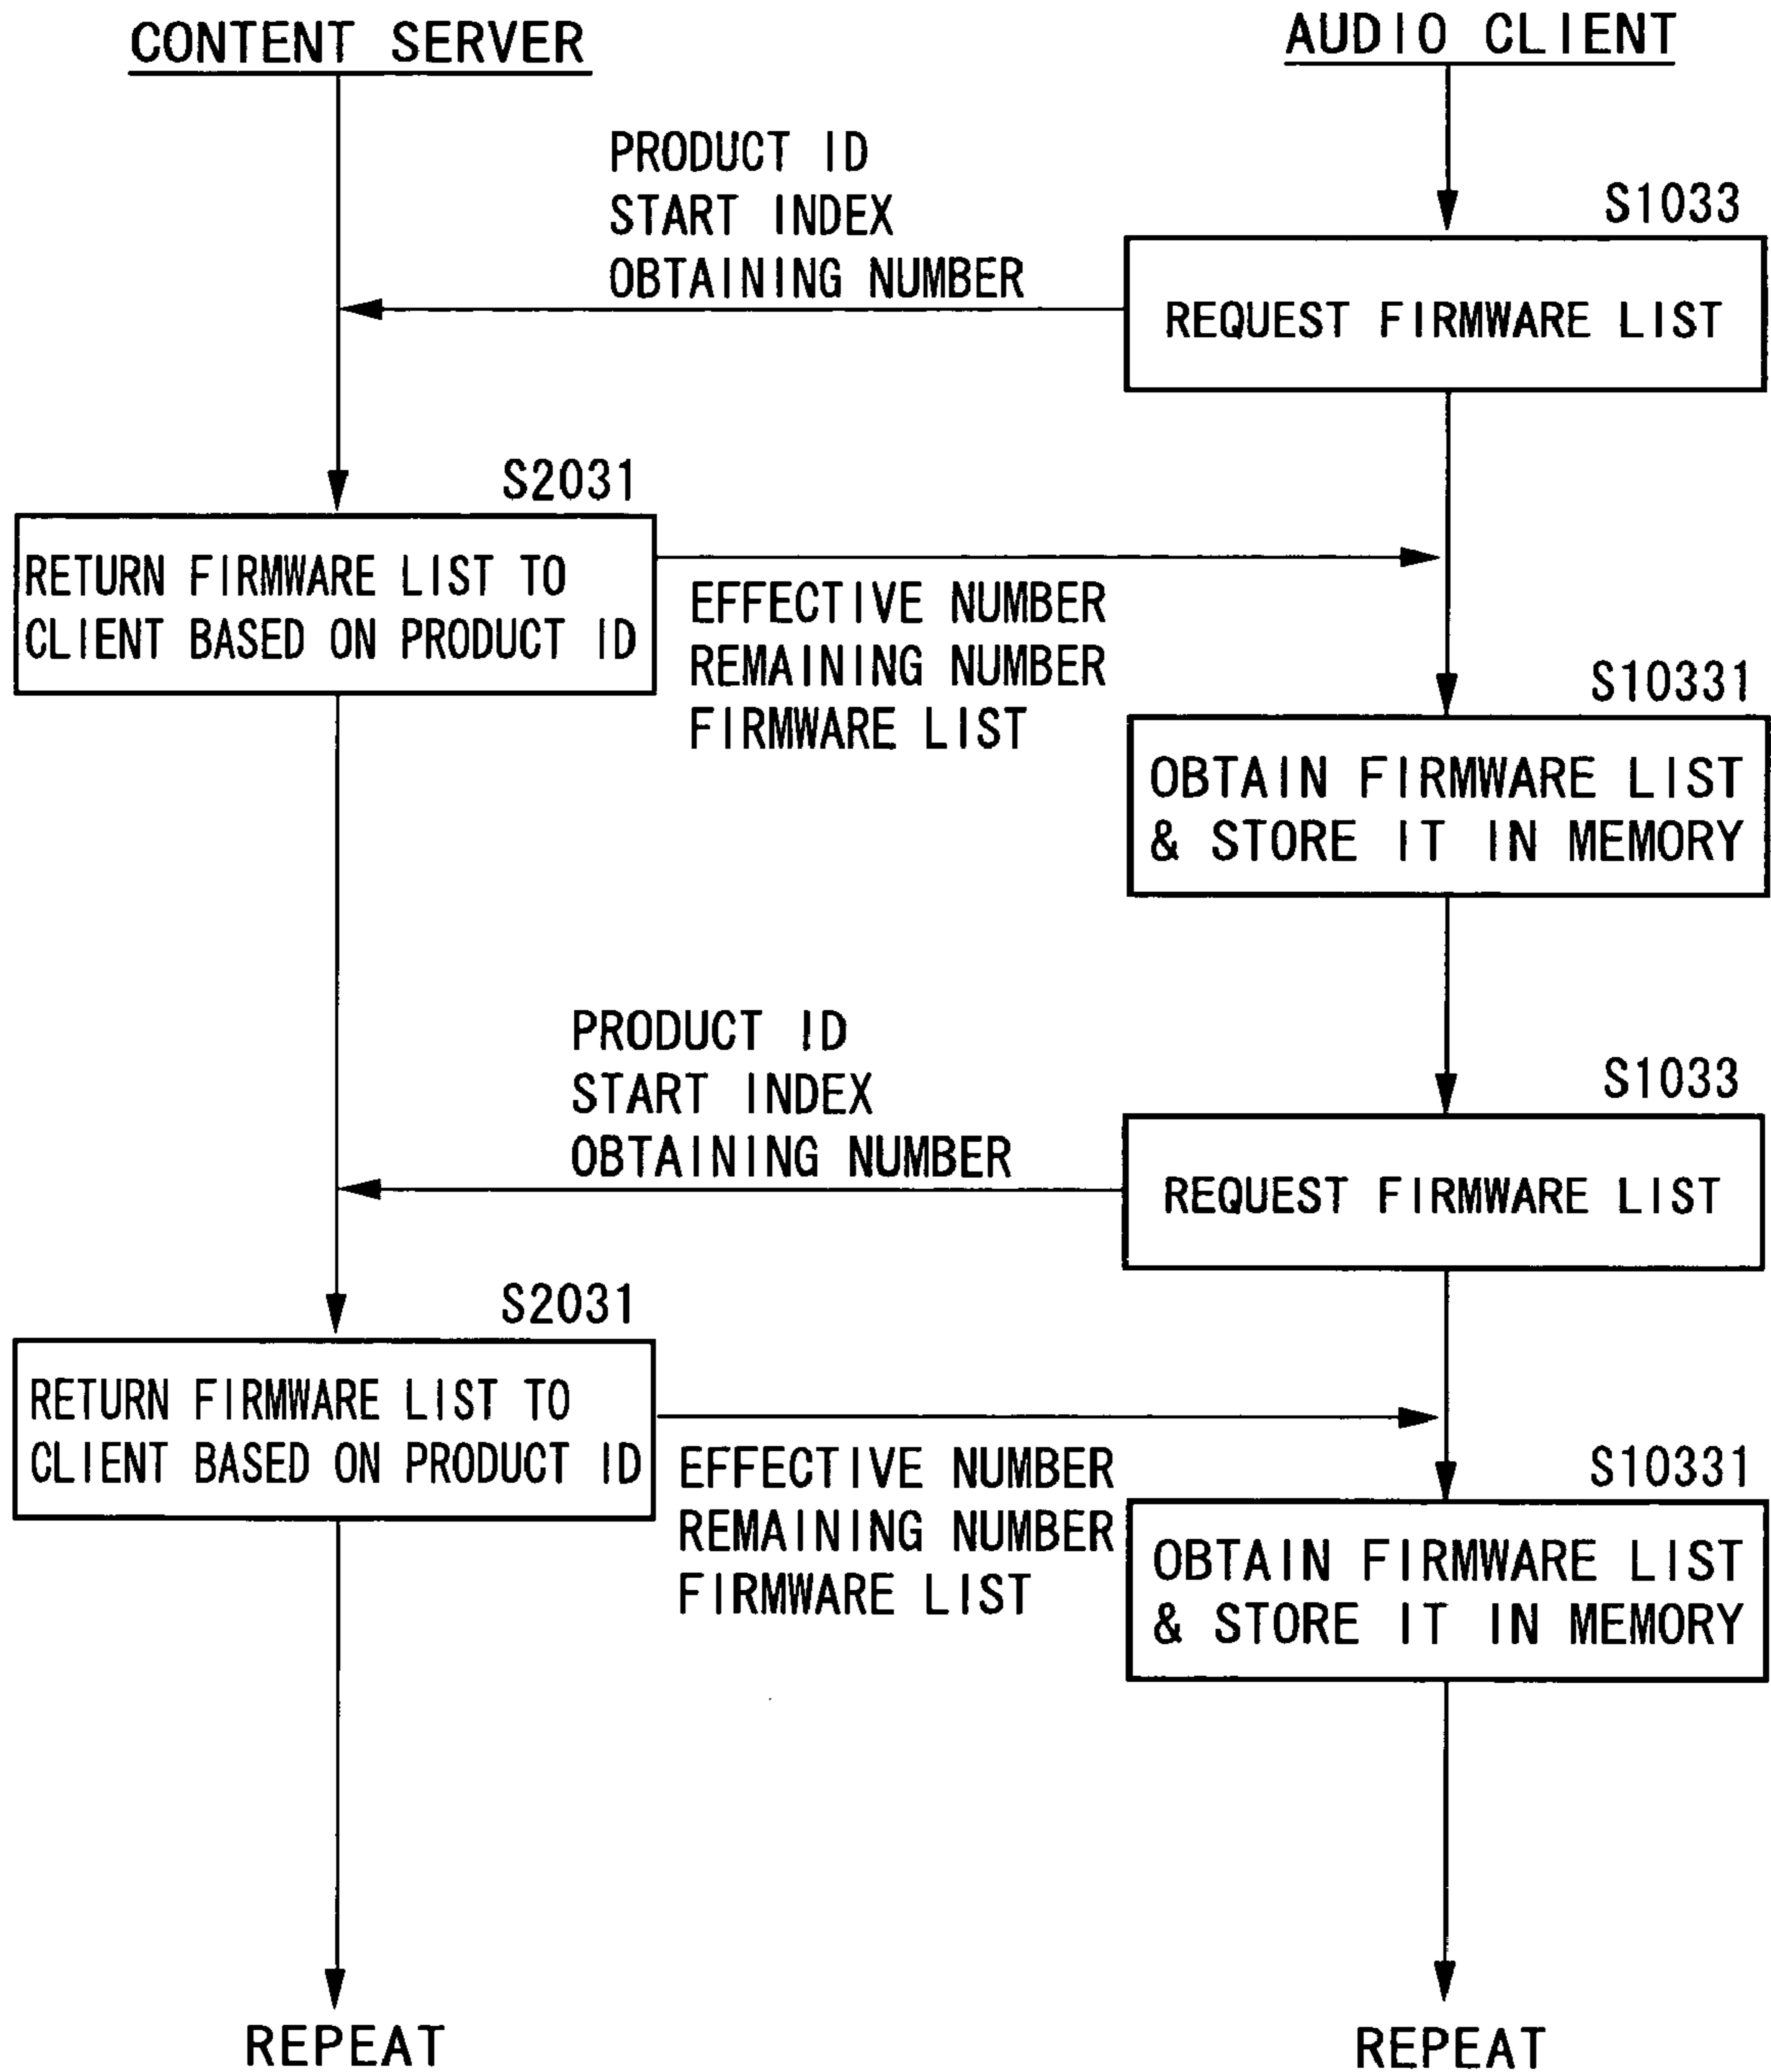 CONTENT SERVER
AUDIO CLIENT
PRODUCT ID
START INDEX
OBTAINING NUMBER
S1033
REQUEST FIRMWARE LIST
S2031
RETURN FIRMWARE LIST TO
CLIENT BASED ON PRODUCT ID
EFFECTIVE NUMBER
REMAINING NUMBER
FIRMWARE LIST
S10331
OBTAIN FIRMWARE LIST
& STORE IT IN MEMORY
PRODUCT ID
START INDEX
OBTAINING NUMBER
S1033
REQUEST FIRMWARE LIST
S2031
RETURN FIRMWARE LIST TO
CLIENT BASED ON PRODUCT ID
EFFECTIVE NUMBER
REMAINING NUMBER
FIRMWARE LIST
S10331
OBTAIN FIRMWARE LIST
& STORE IT IN MEMORY
REPEAT
REPEAT